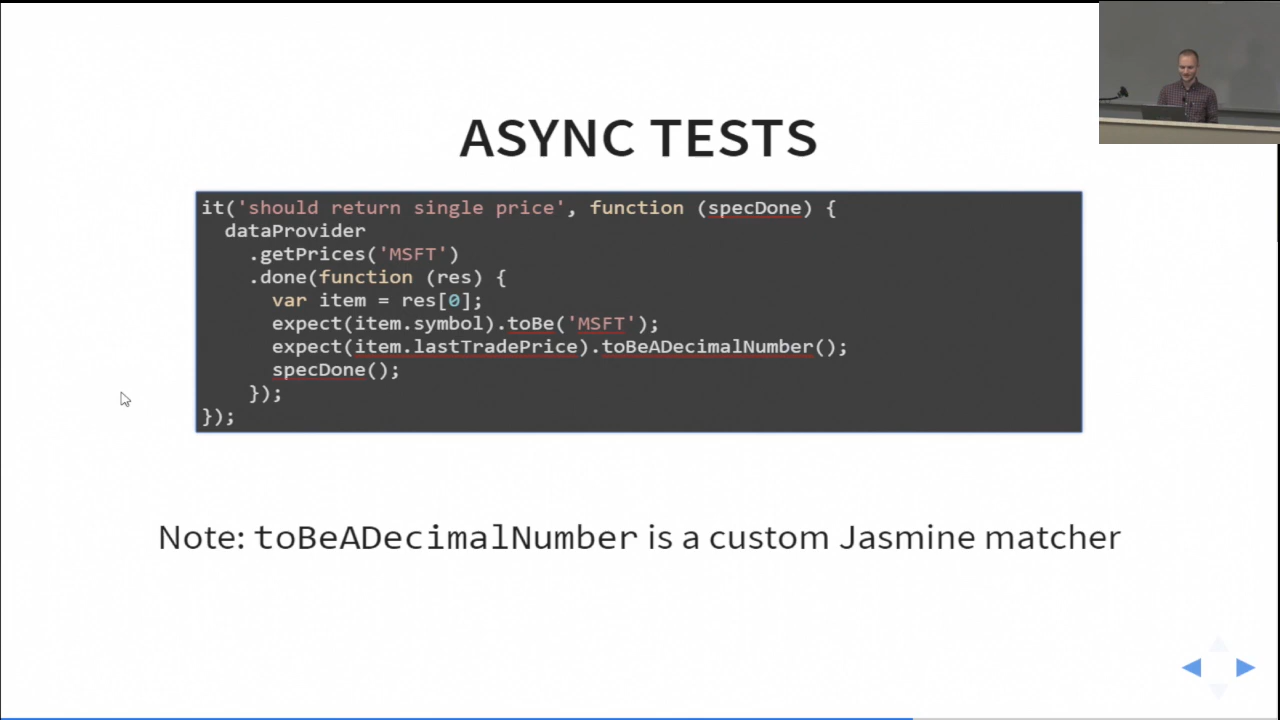 ASYNC TESTS
it('should return single price', function (specDone) {
  dataProvider
    .getPrices('MSFT')
    .done(function (res) {
      var item = res[0];
      expect(item.symbol).toBe('MSFT');
      expect(item.lastTradePrice).toBeADecimalNumber();
      specDone();
    });
});
Note: toBeADecimalNumber is a custom Jasmine matcher